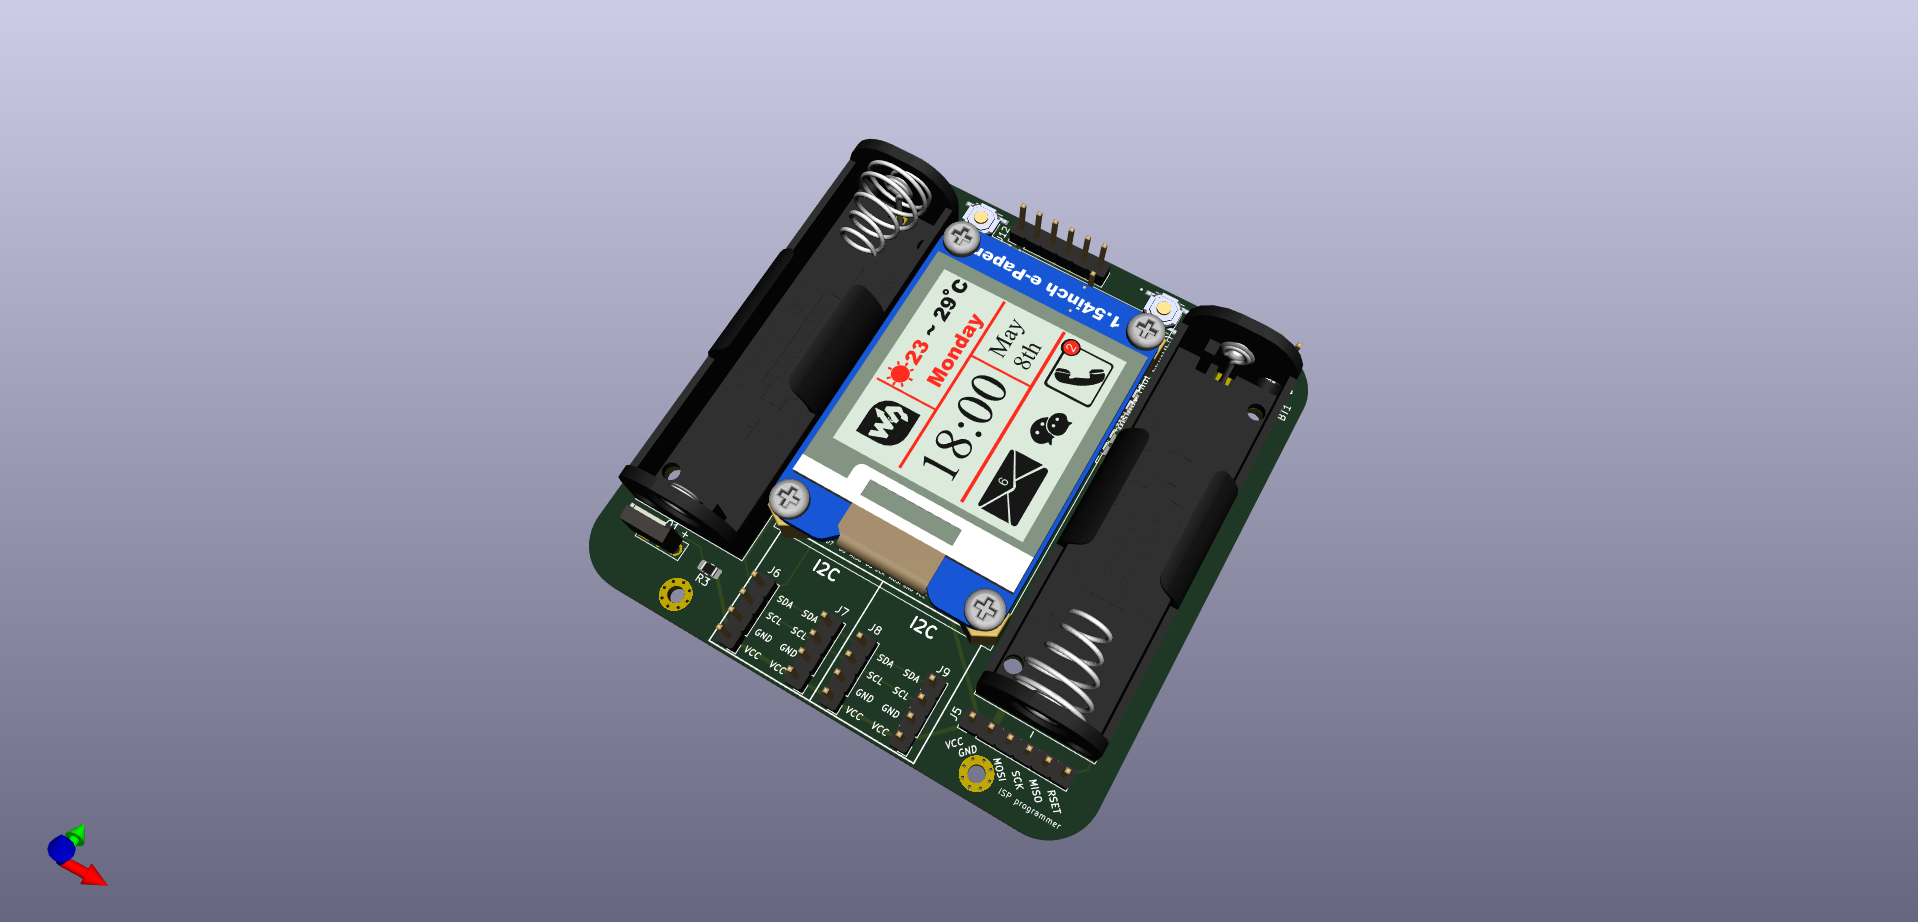 1.54inch e-Paper
23 ~ 29°C
Monday
May
8th
18:00
2
6
BT1
R3
I2C
J6
SDA
SCL
GND
VCC
J7
SDA
SCL
GND
VCC
I2C
J8
SDA
SCL
GND
VCC
J9
SDA
SCL
GND
VCC
J5
VCC
GND
MOSI
SCK
MISO
RSET
ISP programmer